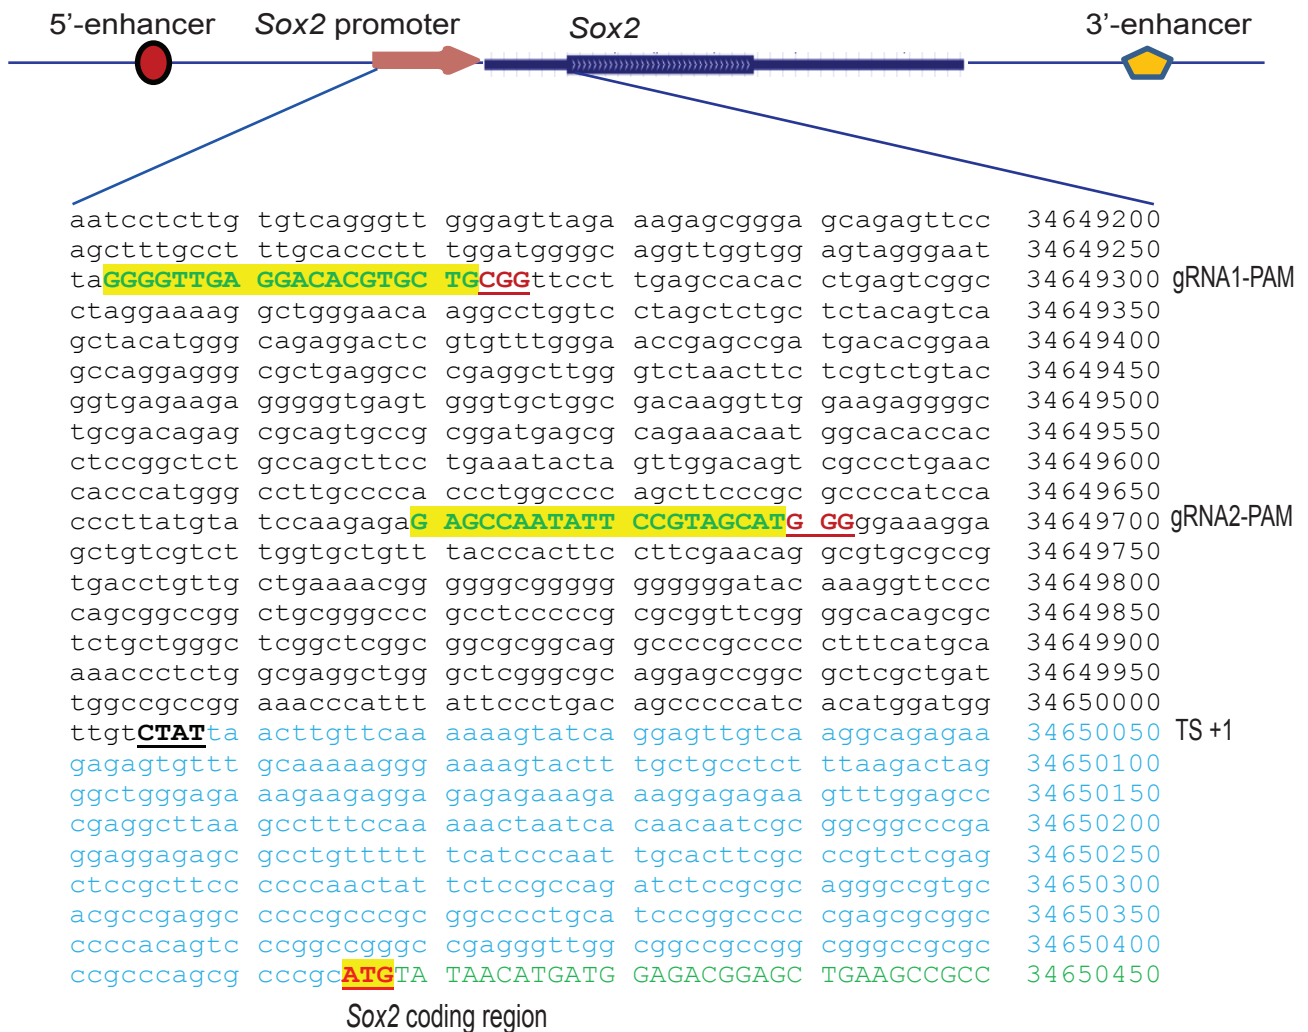 5’-enhancer Sox2 promoter Sox2 3’-enhancer
aatcctcttg tgtcagggtt gggagttaga aagagcggga gcagagttcc 34649200
agctttgcct ttgcaccctt tggatggggc aggttggtgg agtagggaat 34649250
taGGGGTTGA GGACACGTGC TGCGGttcct tgagccacac ctgagtcggc 34649300 gRNA1-PAM
ctaggaaaag ggctgggaaca aggcctggtc ctagctctgc tctacagtca 34649350
gctacatggg cagaggactc gtgtttggga accgagccga tgacacggaa 34649400
gccaggaggg cgctgaggcc cgaggcttgg gtctaacttc tcgtctgtac 34649450
ggtgagaaga gggggtgagt gggtgctggc gacaaggttg gaagaggggc 34649500
tgcgacagag cgcagtgccg cggatgagcg cagaaacaat ggcacaccac 34649550
ctccggctct gccagcttcc tgaaatacta gttggacagt cgccctgaac 34649600
cacccatggg ccttgcccca ccctggcccc agcttcccgc gcccccatcca 34649650
cccttatgta tccaagagaG AGCCAATATT CCGTAGCATG GGggaaagga 34649700 gRNA2-PAM
gctgtcgtct tggtgctgtt tacccacttc cttcgaacag gcgtgcgccg 34649750
tgacctgttg ctgaaaacgg gggggcggggg ggggggatac aaaggttccc 34649800
cagcggccgg ctgcgggccc gcctcccccg cgcggttcgg ggcacagcgc 34649850
tctgctgggc tcggctcggc ggcgcggcag gccccgcccc ctttcatgca 34649900
aaaccctctg gcgaggctgg gctcgggcgc aggagccggc gctcgctgat 34649950
tggccgccgg aaacccattt attccctgac agcccccatc acatggatgg 34650000
ttgtCTATta acttgttcaa aaaagtatca ggagttgtca aggcagagaa 34650050 TS +1
gagagtgttt gcaaaaaggg aaaagtactt tgctgcctct ttaagactag 34650100
ggctgggaga aagaagagga gagagaaaga aaggagagaa gtttggagcc 34650150
cgaggcttaa gcctttccaa aaactaatca caacaatcgc ggcggcccga 34650200
ggaggagagc gcctgttttt tcatcccaat tgcacttcgc ccgtctcgag 34650250
ctccgcttcc ccccaactat tctccgccag atctccgcgc agggccgtgc 34650300
acgccgaggc ccccgcccgc ggcccctgca tcccggcccc cgagcgcggc 34650350
ccccacagtc ccggccgggc cgagggttgg cggccgccgg cgggccgcgc 34650400
ccgcccagcg cccgcATGTA TAACATGATG GAGACGGAGC TGAAGCCGCC 34650450
Sox2 coding region